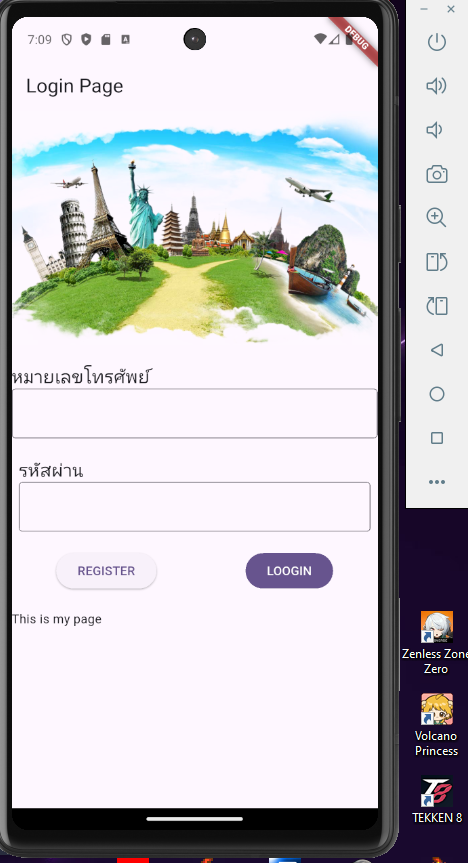 7:09
DEBUG
Login Page
หมายเลขโทรศัพย์
รหัสผ่าน
REGISTER
LOOGIN
This is my page
Zenless Zone
Zero
Volcano
Princess
TEKKEN 8